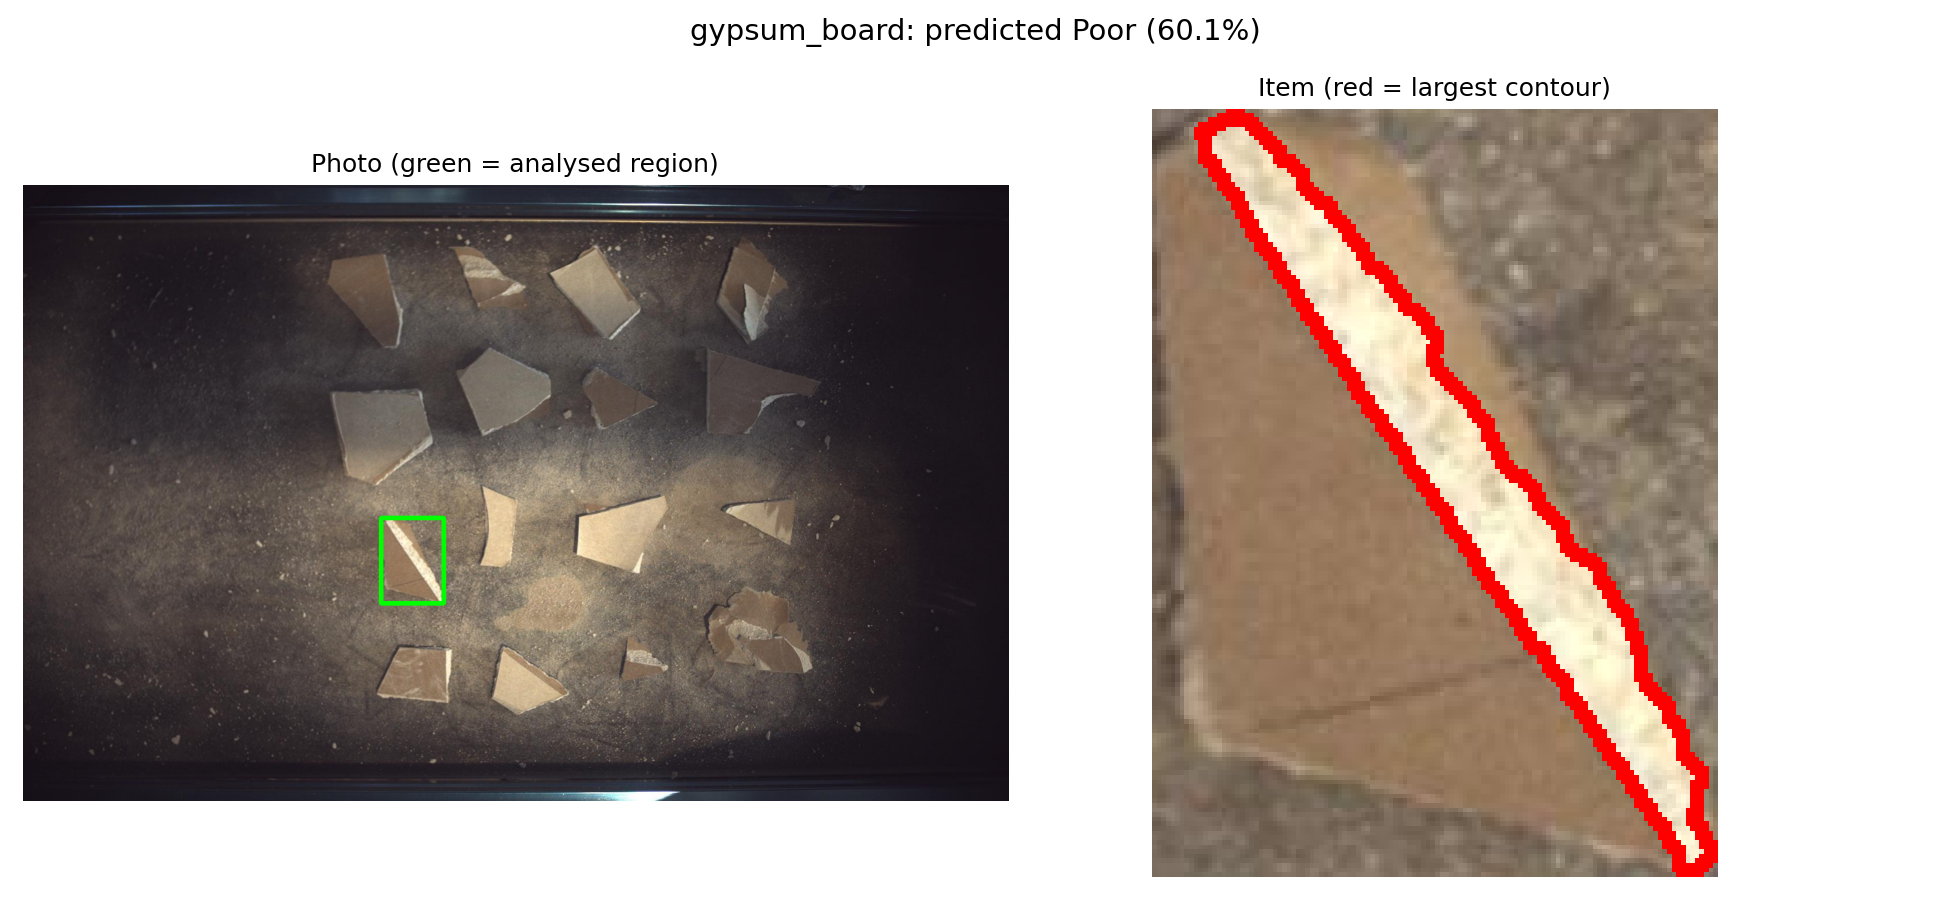 gypsum_board: predicted Poor (60.1%)
Photo (green = analysed region)
Item (red = largest contour)